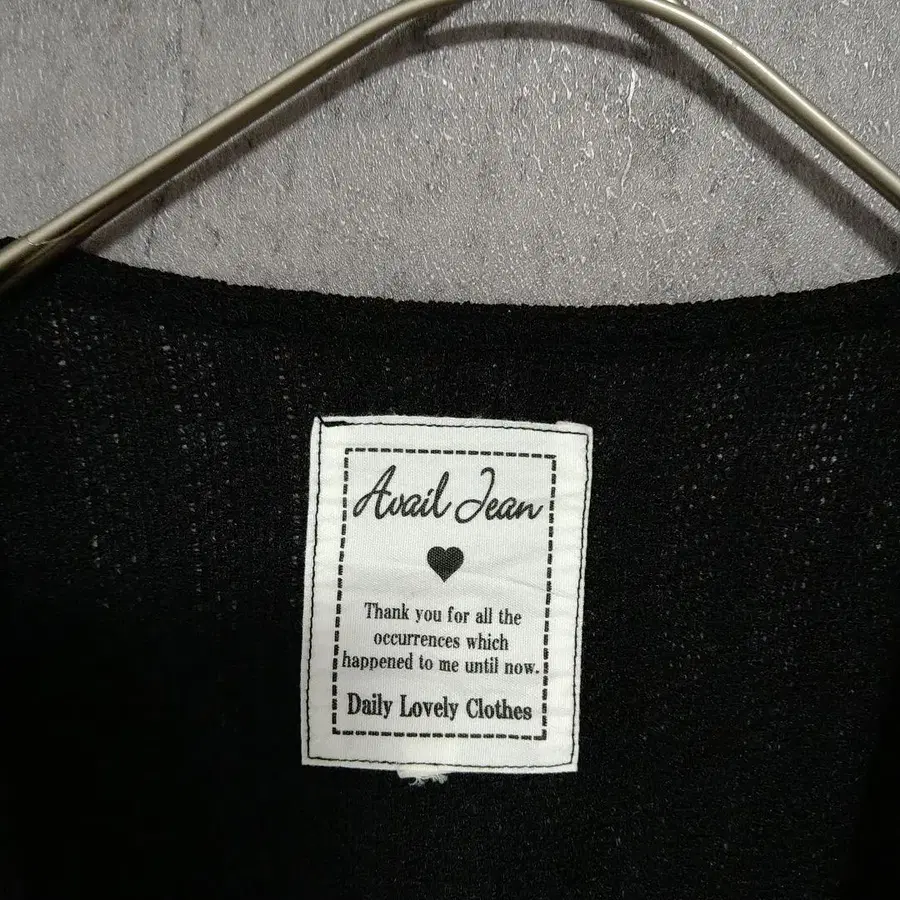 Avail Jean
Thank you for all the
occurrences which
happened to me until now.
Daily Lovely Clothes